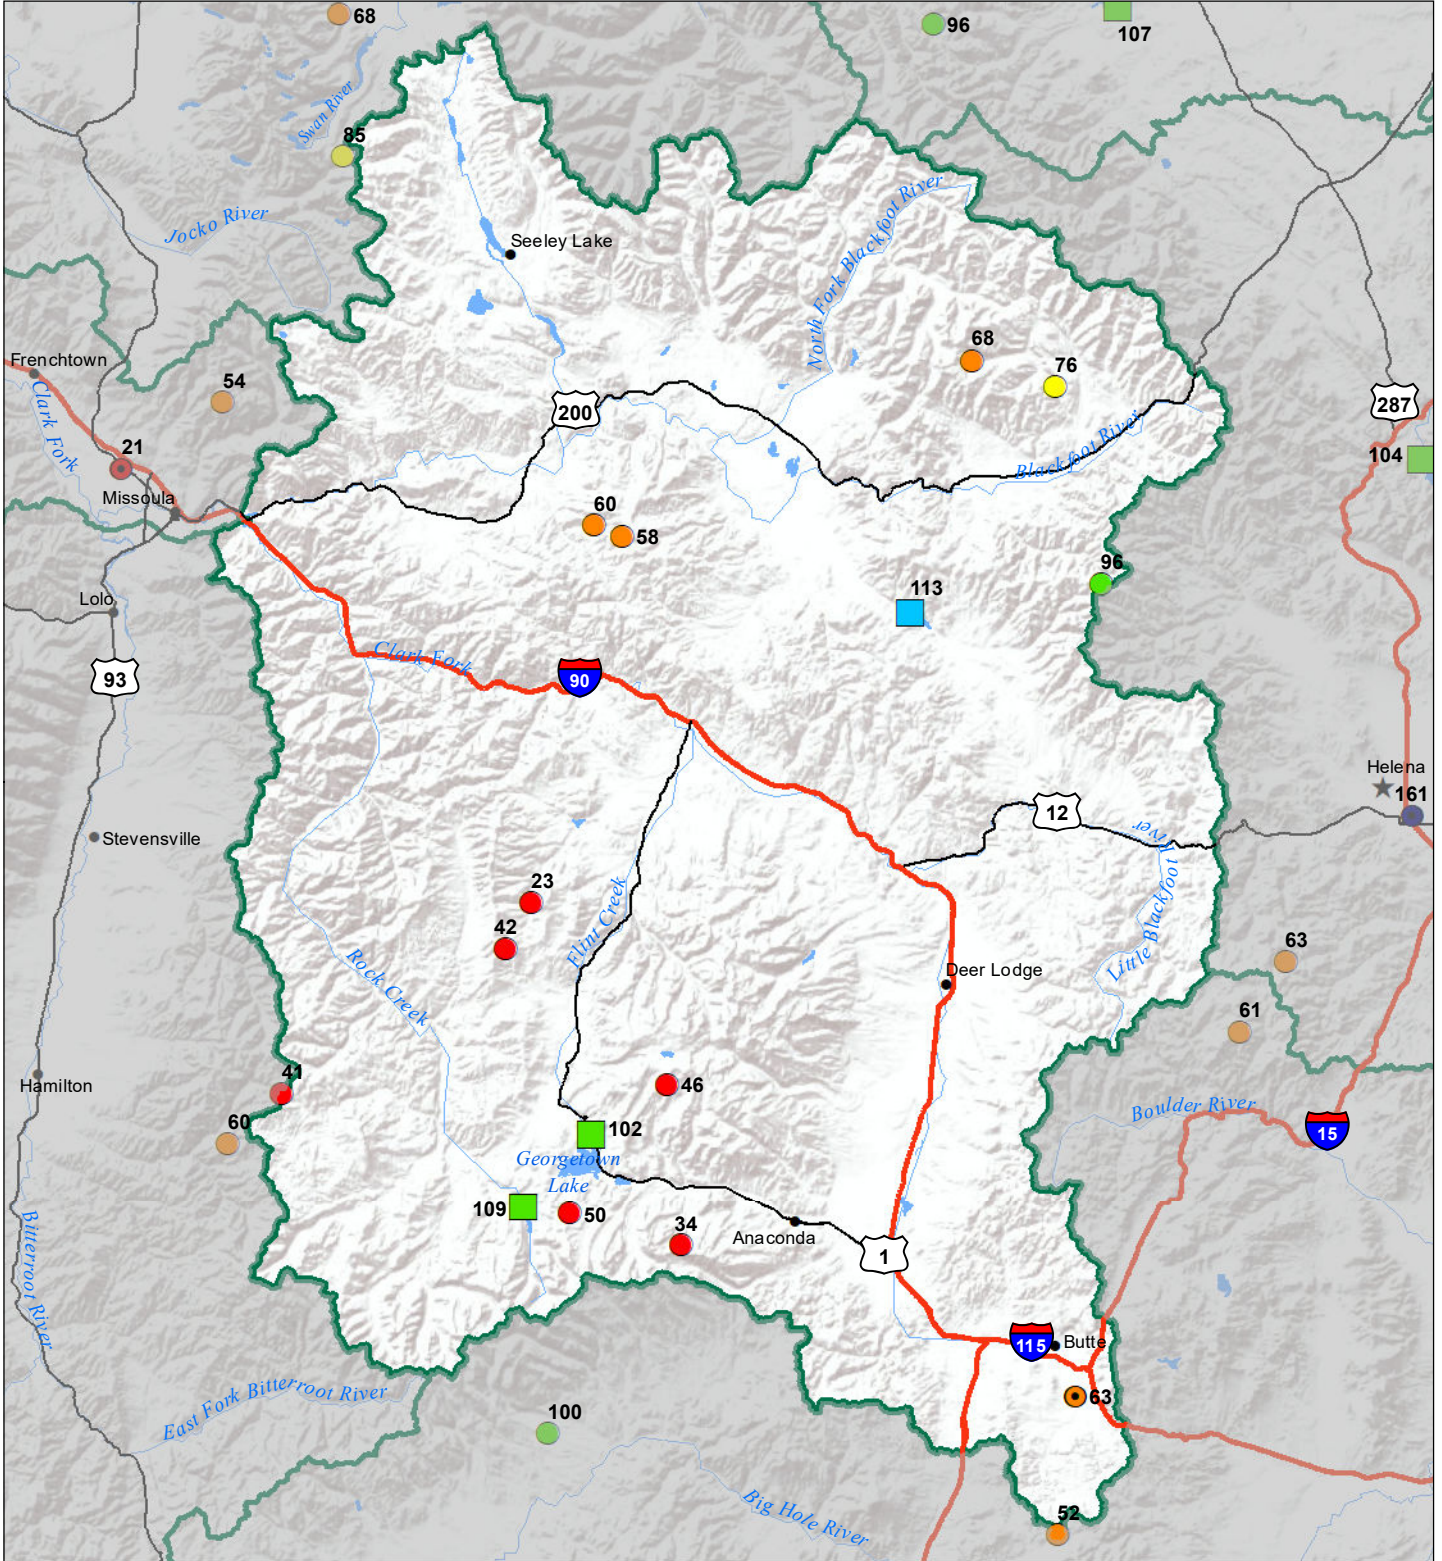 68
96
107
Swan River
85
Jocko River
North Fork Blackfoot River
Seeley Lake
Frenchtown
54
68
76
200
287
Clark Fork
21
Blackfoot River
104
Missoula
60
58
96
113
Lolo
Clark Fork
93
90
Helena
161
12
Stevensville
Little Blackfoot River
23
Flint Creek
42
63
Rock Creek
Deer Lodge
61
41
Hamilton
46
Boulder River
60
102
15
Georgetown
Lake
109
50
34
Anaconda
1
Bitterroot River
115
Butte
63
East Fork Bitterroot River
100
Big Hole River
52